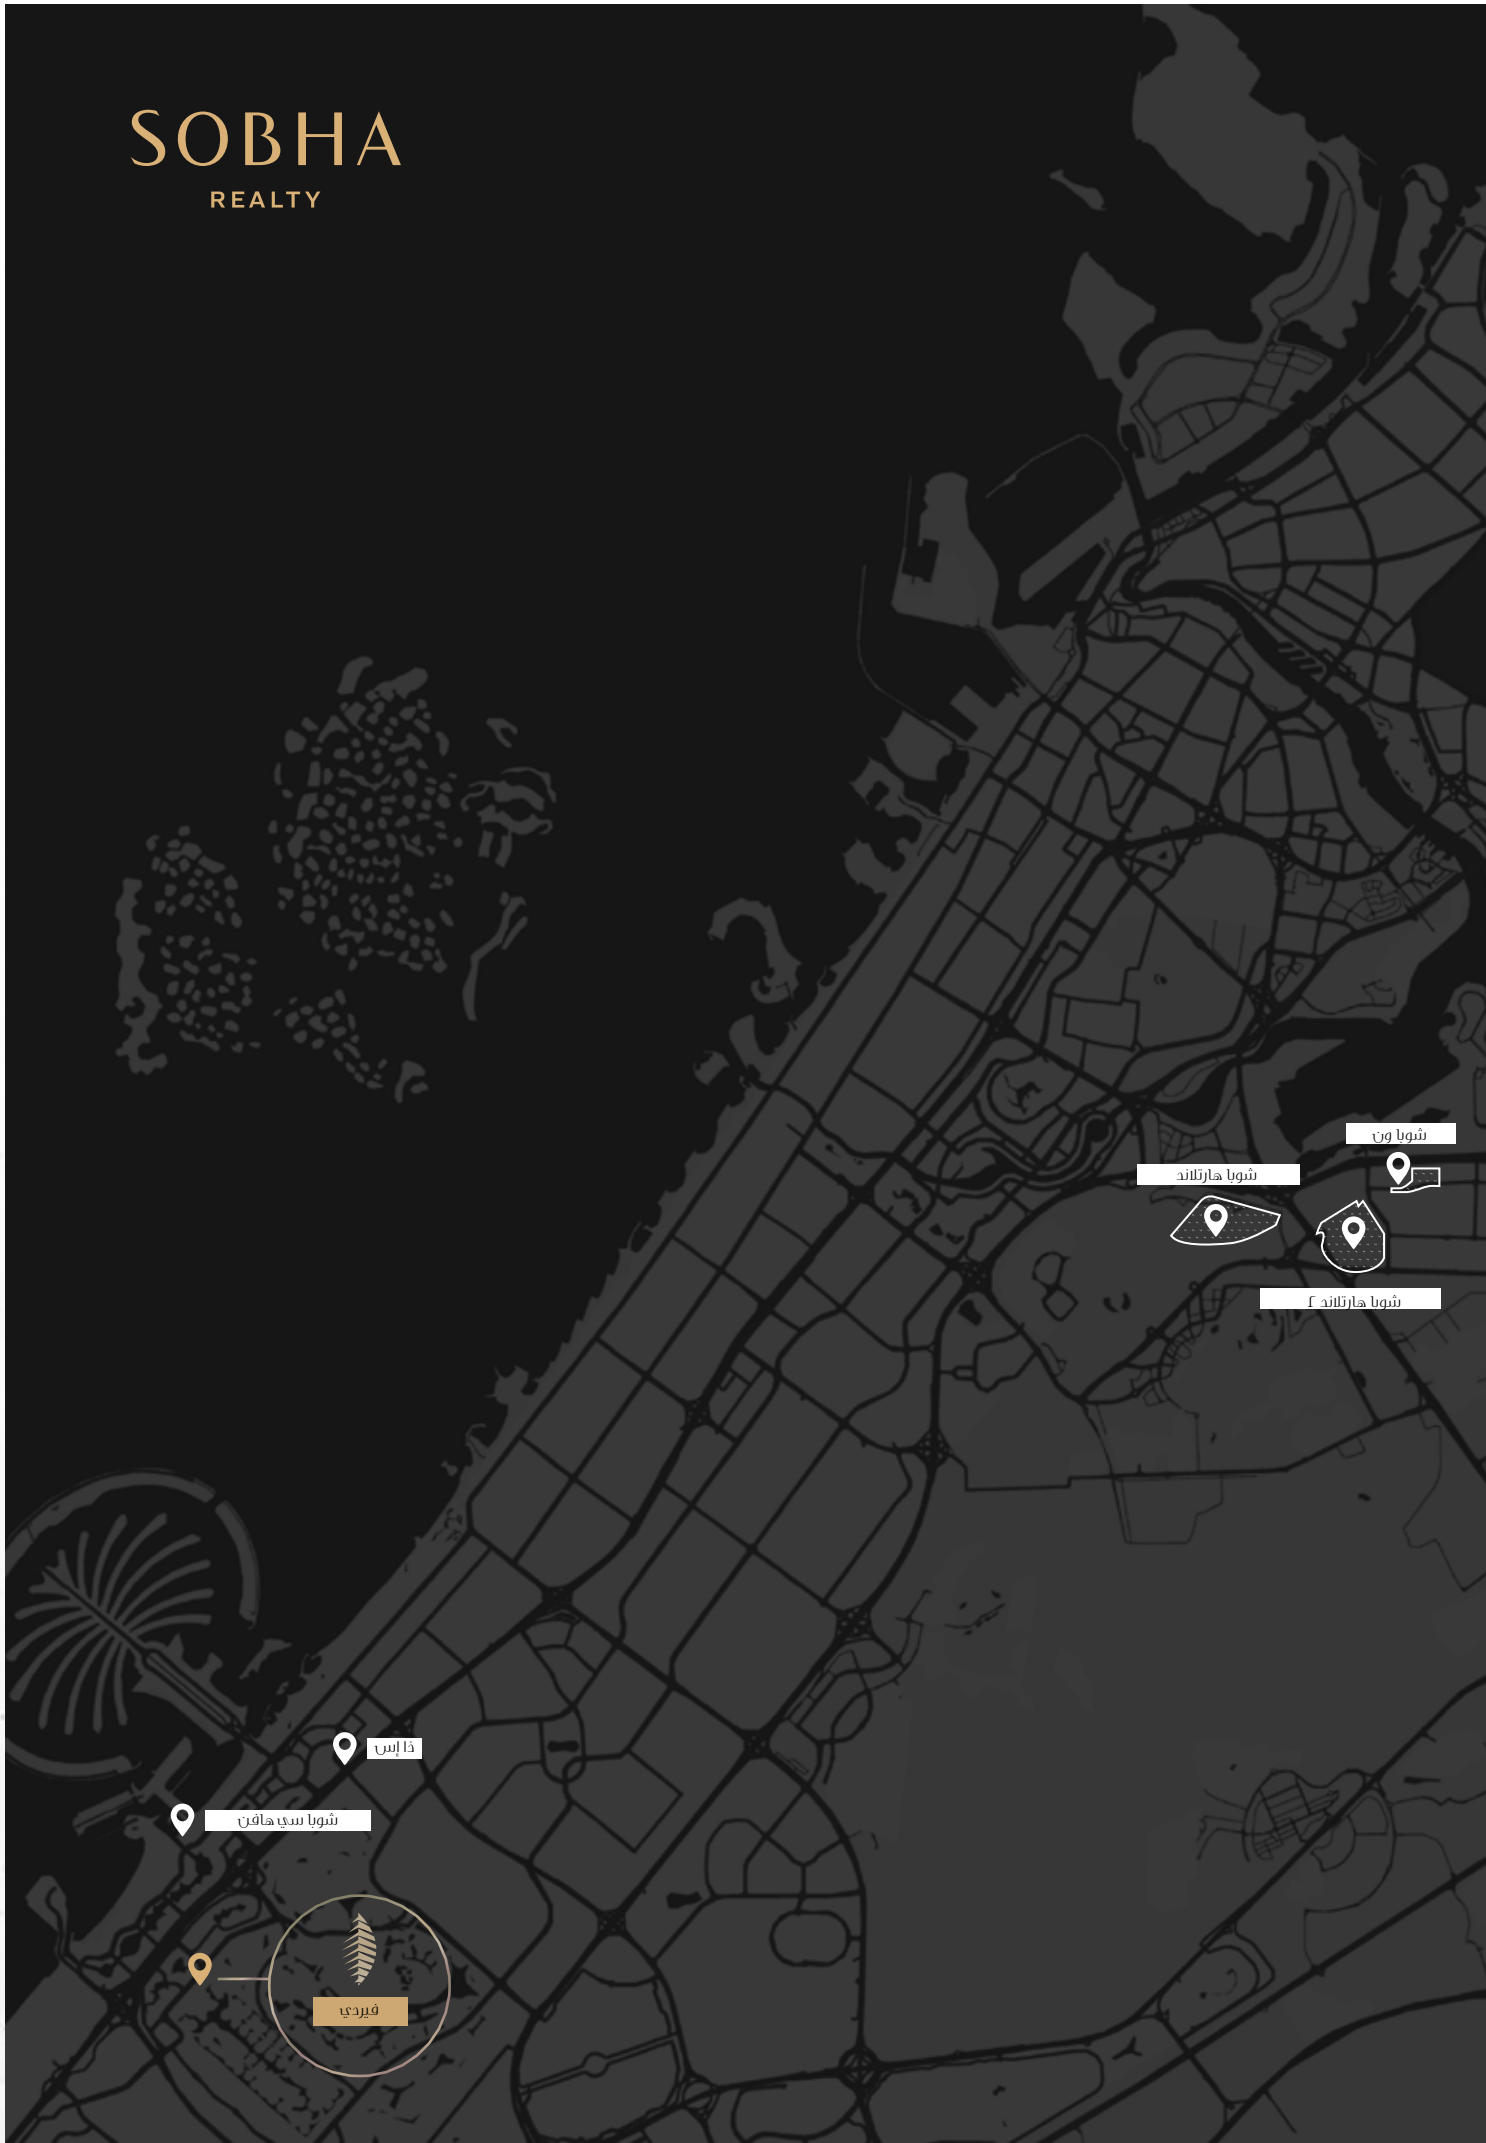 SOBHA
REALTY
شوبا ون
شوبا هارتلاند
شوبا هارتلاند ٢
ذا إس
شوبا سي هافن
فيردي